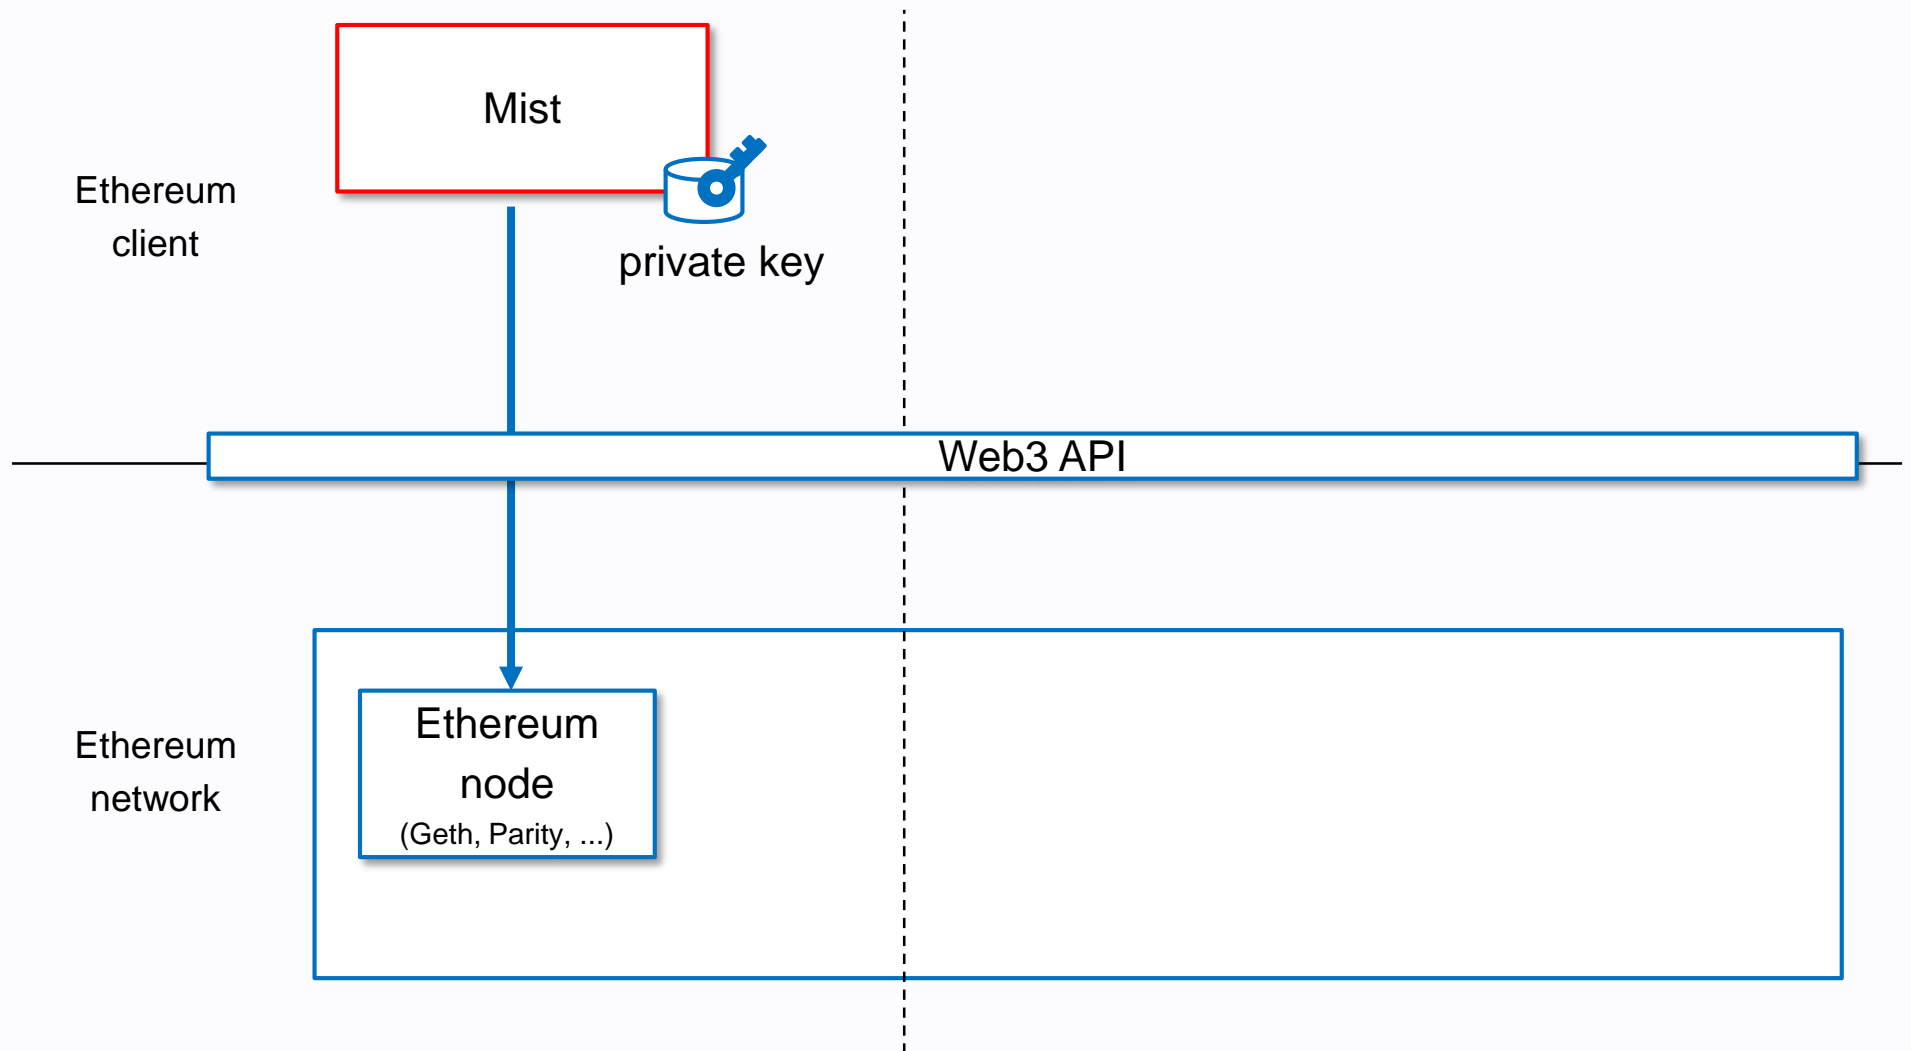 Mist
Ethereum
client
private key
Web3 API
Ethereum
node
(Geth, Parity, ...)
Ethereum
network